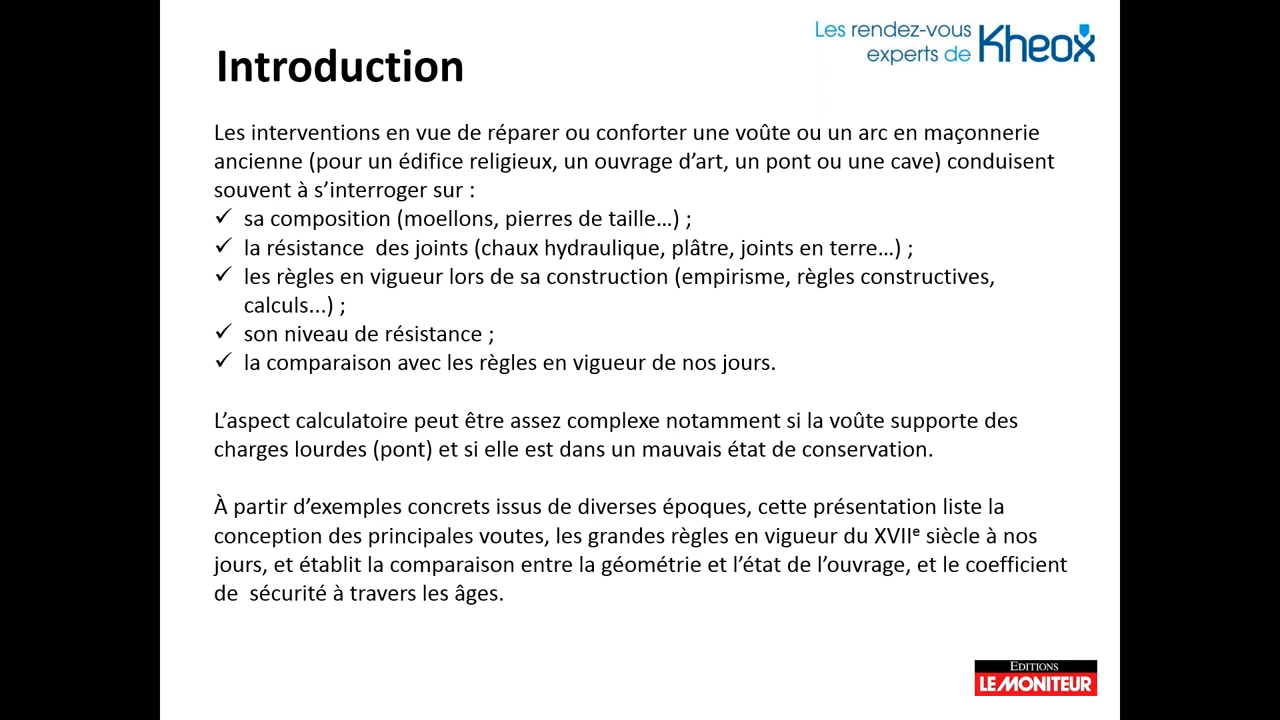 Les rendez-vous
experts de Kheox
Introduction
Les interventions en vue de réparer ou conforter une voûte ou un arc en maçonnerie
ancienne (pour un édifice religieux, un ouvrage d’art, un pont ou une cave) conduisent
souvent à s’interroger sur :
✓ sa composition (moellons, pierres de taille…) ;
✓ la résistance  des joints (chaux hydraulique, plâtre, joints en terre…) ;
✓ les règles en vigueur lors de sa construction (empirisme, règles constructives,
calculs...) ;
✓ son niveau de résistance ;
✓ la comparaison avec les règles en vigueur de nos jours.
L’aspect calculatoire peut être assez complexe notamment si la voûte supporte des
charges lourdes (pont) et si elle est dans un mauvais état de conservation.
À partir d’exemples concrets issus de diverses époques, cette présentation liste la
conception des principales voutes, les grandes règles en vigueur du XVIIᵉ siècle à nos
jours, et établit la comparaison entre la géométrie et l’état de l’ouvrage, et le coefficient
de  sécurité à travers les âges.
EDITIONS
LE MONITEUR